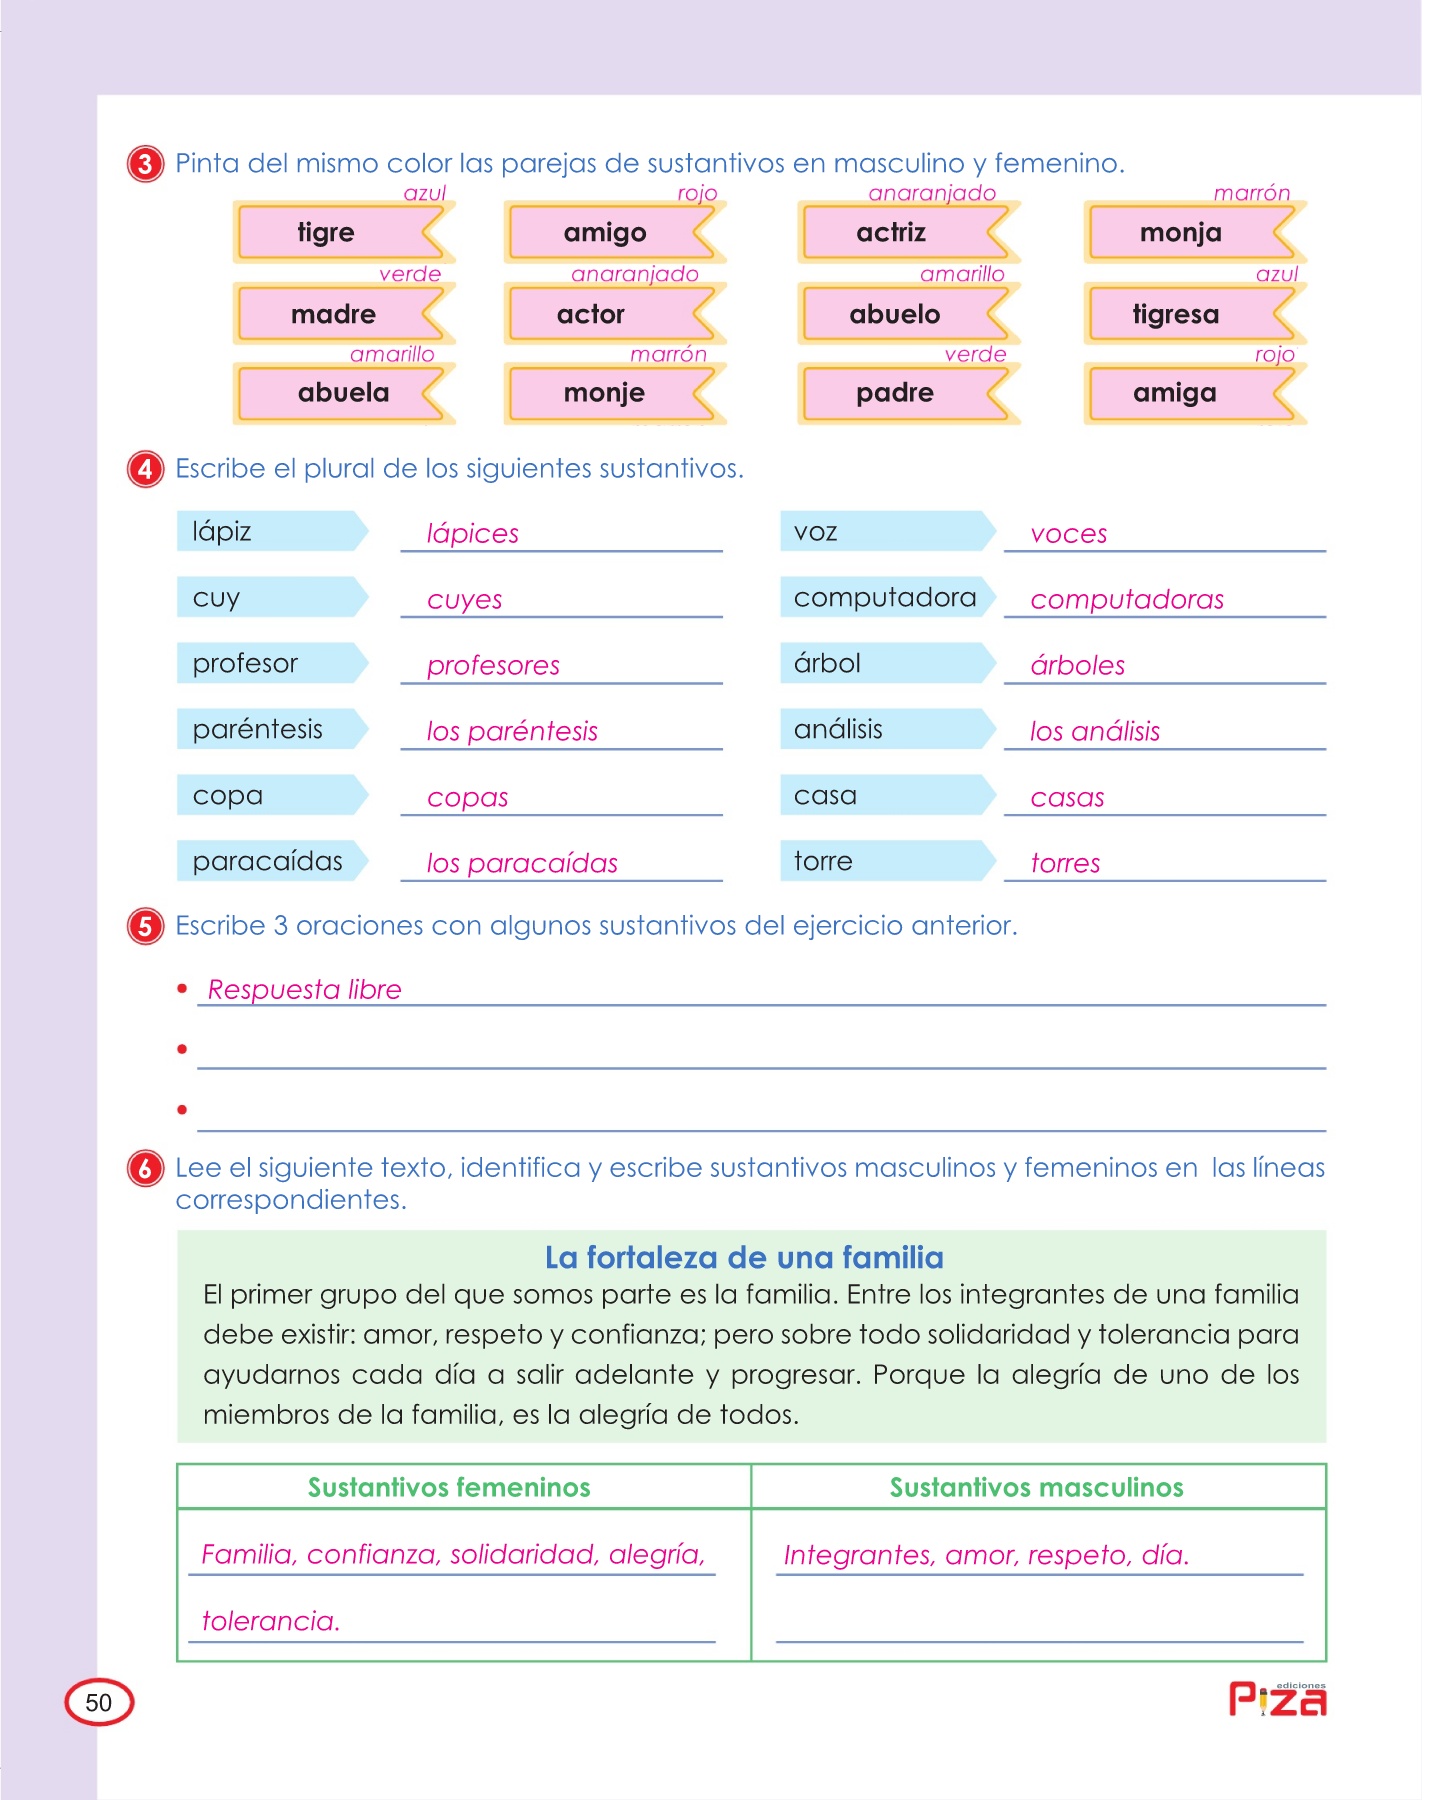 3 Pinta del mismo color las parejas de sustantivos en masculino y femenino.
azul rojo anaranjado marrón
tigre amigo actriz monja
verde anaranjado amarillo azul
madre actor abuelo tigresa
amarillo marrón verde rojo
abuela monje padre amiga
4 Escribe el plural de los siguientes sustantivos.
lápiz lápices voz voces
cuy cuyes computadora computadoras
profesor profesores árbol árboles
paréntesis los paréntesis análisis los análisis
copa copas casa casas
paracaídas los paracaídas torre torres
5 Escribe 3 oraciones con algunos sustantivos del ejercicio anterior.
• Respuesta libre
•
•
6 Lee el siguiente texto, identifica y escribe sustantivos masculinos y femeninos en las líneas
correspondientes.
La fortaleza de una familia
El primer grupo del que somos parte es la familia. Entre los integrantes de una familia
debe existir: amor, respeto y confianza; pero sobre todo solidaridad y tolerancia para
ayudarnos cada día a salir adelante y progresar. Porque la alegría de uno de los
miembros de la familia, es la alegría de todos.
Sustantivos femeninos Sustantivos masculinos
Familia, confianza, solidaridad, alegría, Integrantes, amor, respeto, día.
tolerancia.
50
ediciones
Piza